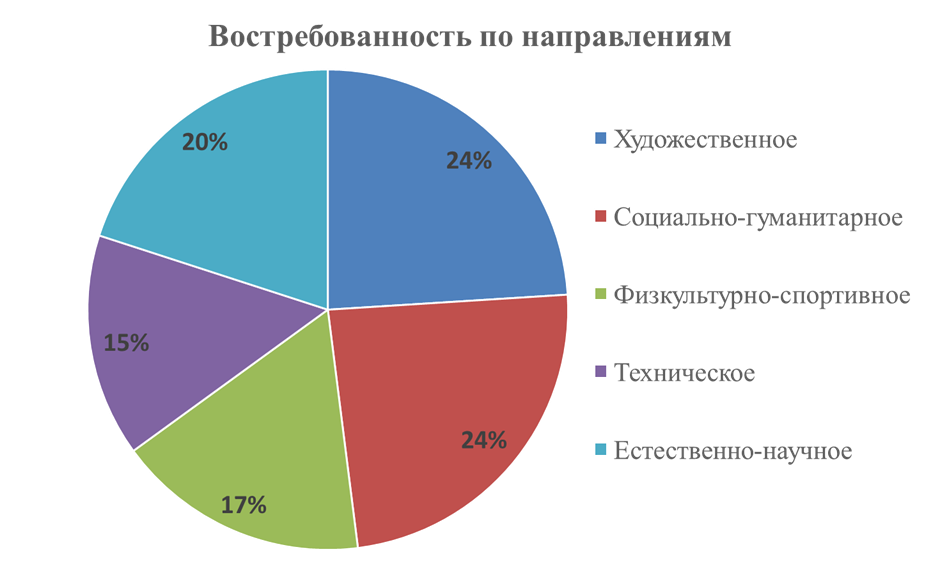 Востребованность по направлениям
24%
24%
17%
15%
20%
Художественное
Социально-гуманитарное
Физкультурно-спортивное
Техническое
Естественно-научное